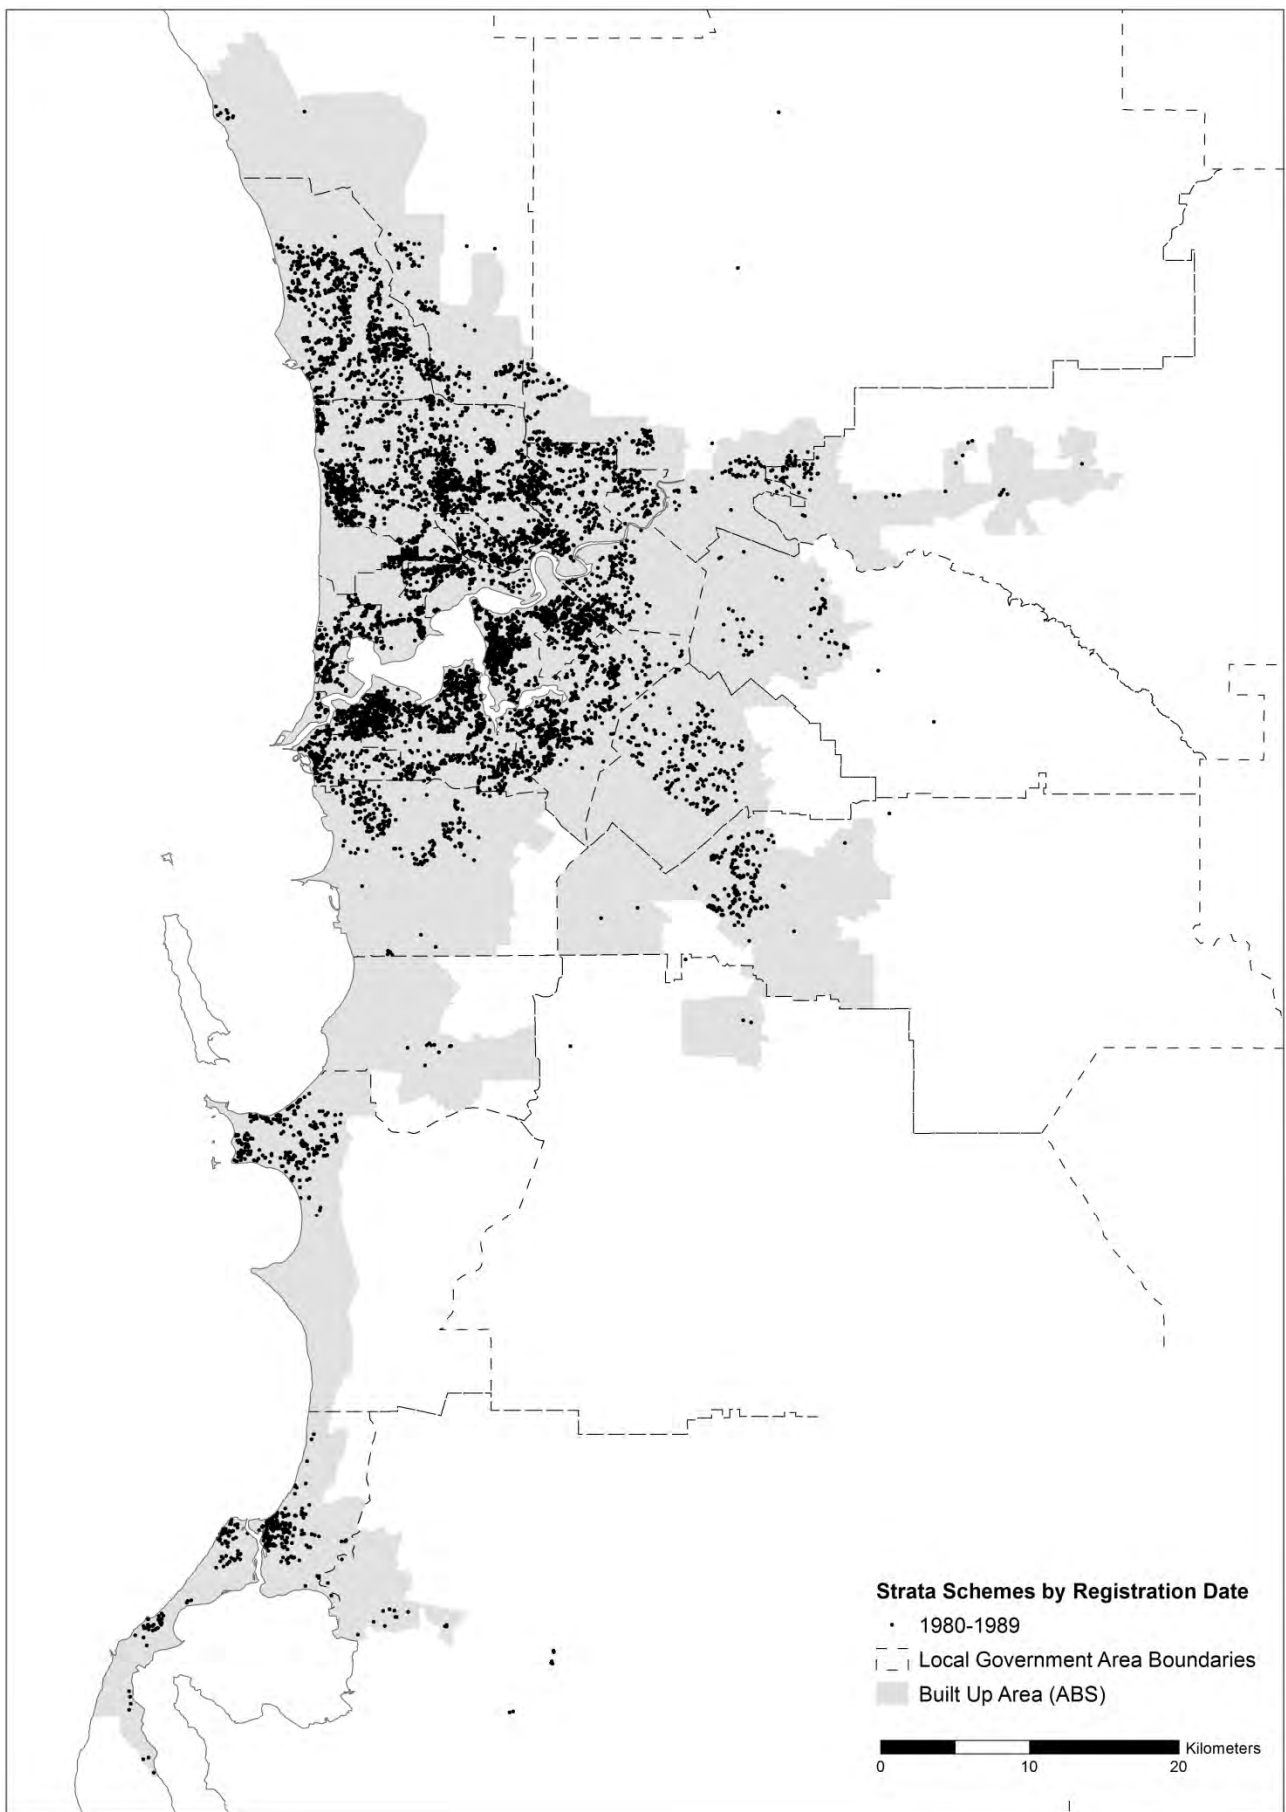 Strata Schemes by Registration Date
1980-1989
Local Government Area Boundaries
Built Up Area (ABS)
Kilometers
0 10 20